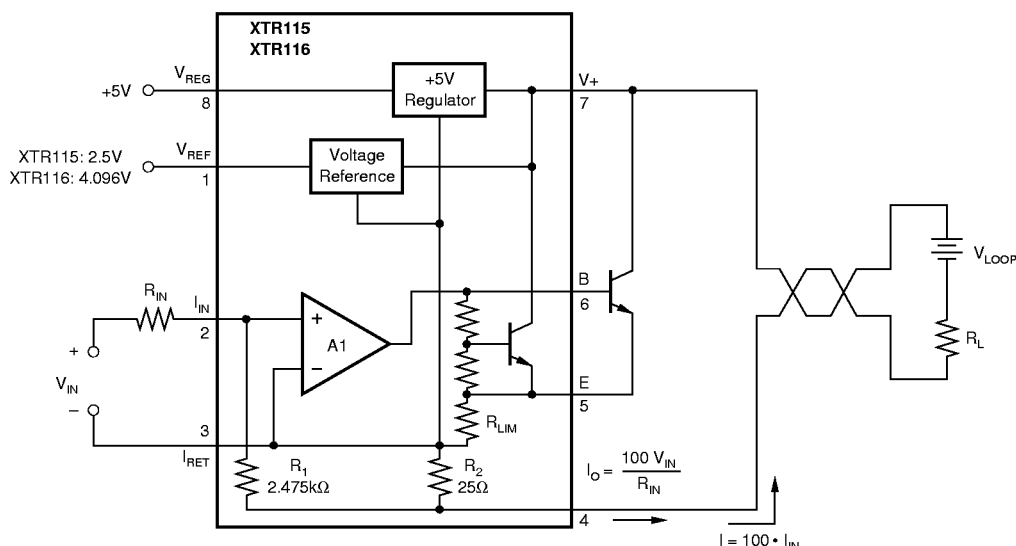 XTR115
XTR116
V+
7
+5V
V_REG
8
+5V
Regulator
XTR115: 2.5V
XTR116: 4.096V
V_REF
1
Voltage
Reference
V_LOOP
R_L
B
6
E
5
R_IN
I_IN
2
+
A1
–
+
V_IN
–
3
I_RET
R_LIM
R_1
2.475kΩ
R_2
25Ω
I_O = 100 V_IN / R_IN
4
I = 100 • I_IN